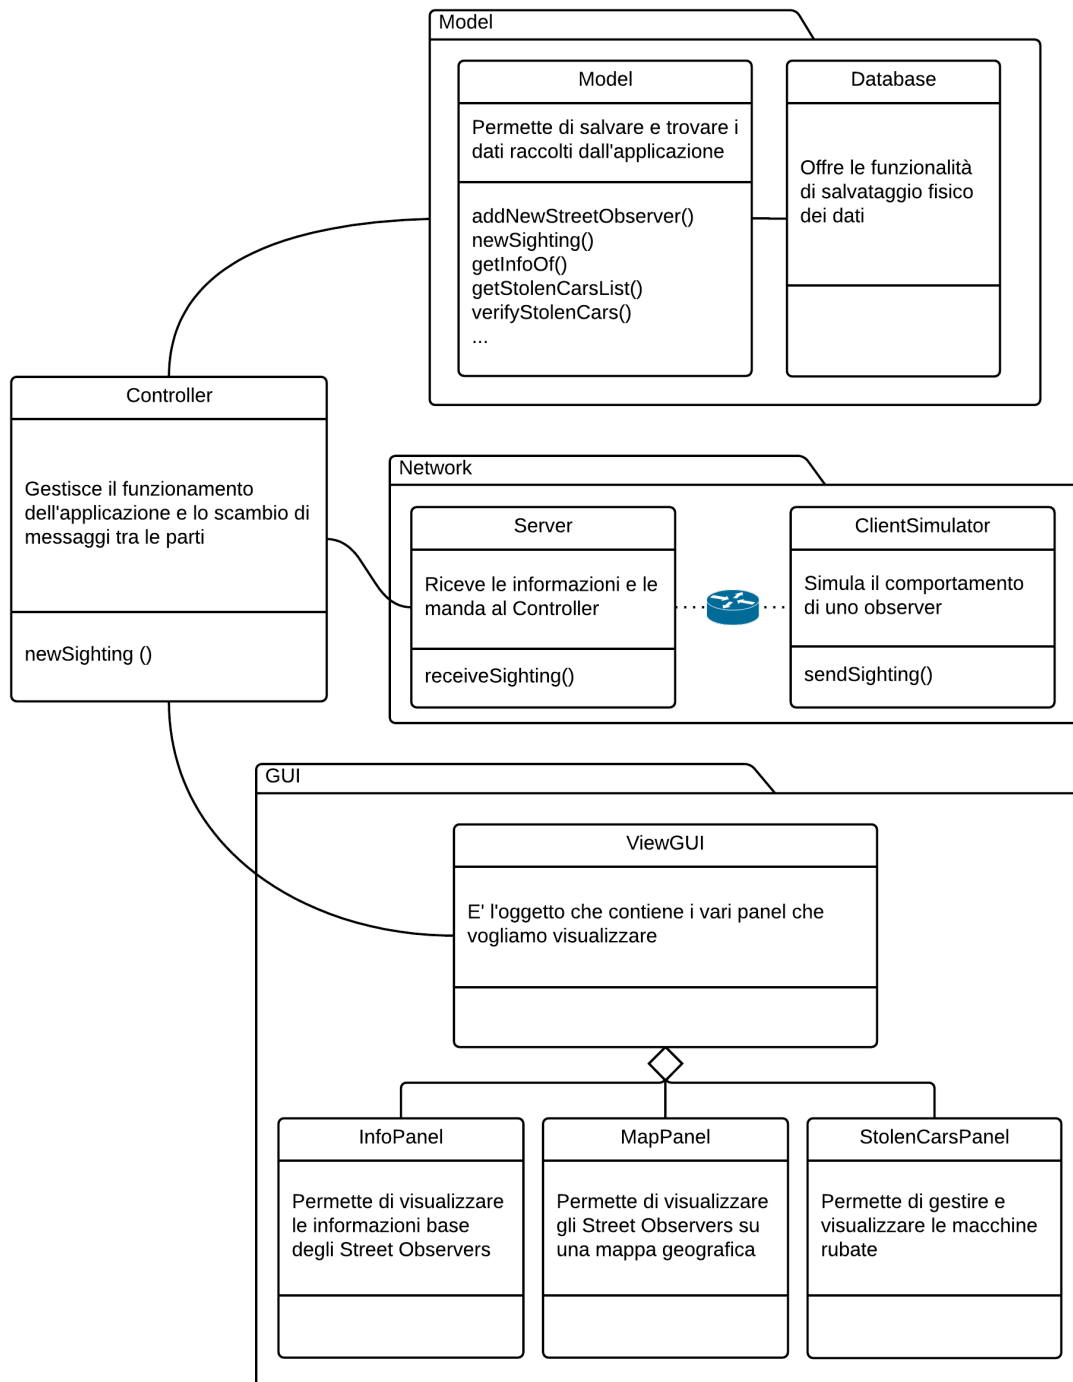 Model
Model
Permette di salvare e trovare i
dati raccolti dall'applicazione
addNewStreetObserver()
newSighting()
getInfoOf()
getStolenCarsList()
verifyStolenCars()
...
Database
Offre le funzionalità
di salvataggio fisico
dei dati
Controller
Gestisce il funzionamento
dell'applicazione e lo scambio di
messaggi tra le parti
newSighting ()
Network
Server
Riceve le informazioni e le
manda al Controller
receiveSighting()
ClientSimulator
Simula il comportamento
di uno observer
sendSighting()
GUI
ViewGUI
E' l'oggetto che contiene i vari panel che
vogliamo visualizzare
InfoPanel
Permette di visualizzare
le informazioni base
degli Street Observers
MapPanel
Permette di visualizzare
gli Street Observers su
una mappa geografica
StolenCarsPanel
Permette di gestire e
visualizzare le macchine
rubate